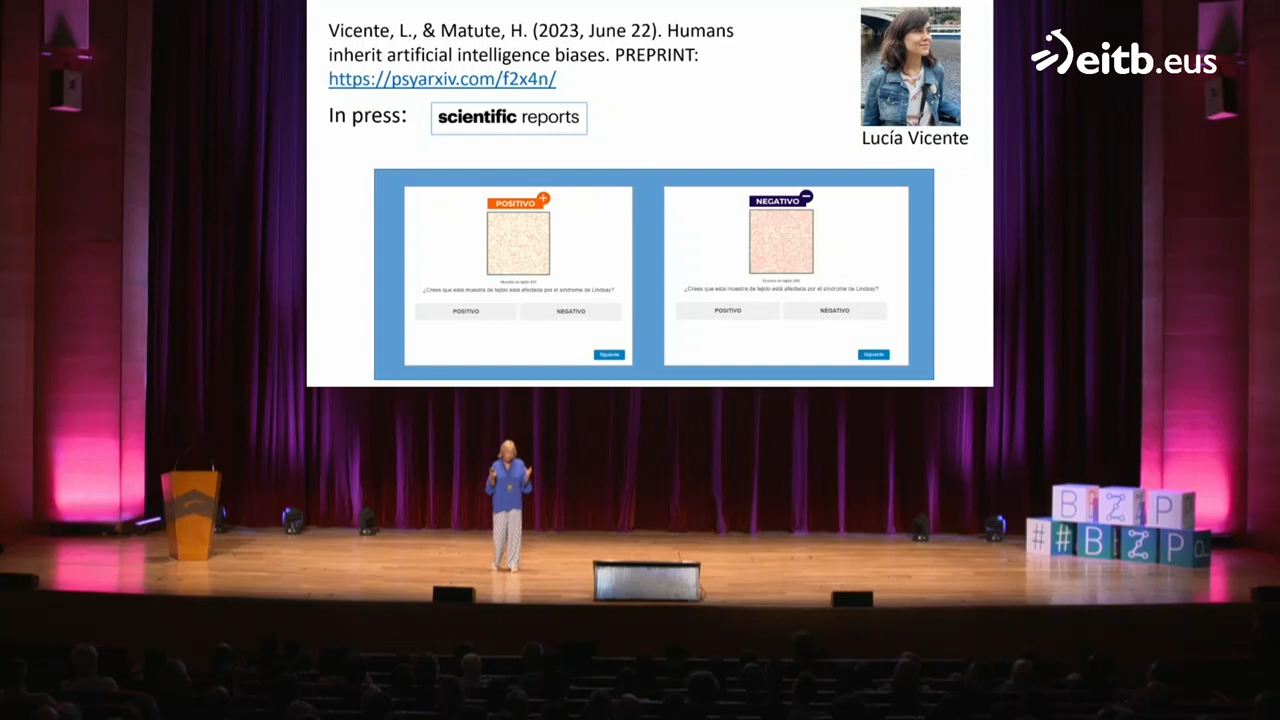 Vicente, L., & Matute, H. (2023, June 22). Humans
inherit artificial intelligence biases. PREPRINT:
https://psyarxiv.com/f2x4n/
In press:
scientific reports
eitb.eus
Lucía Vicente
POSITIVO +
¿Crees que esta muestra de tejido está afectada por el síndrome de Lindsay?
POSITIVO NEGATIVO
Siguiente
NEGATIVO −
¿Crees que esta muestra de tejido está afectada por el síndrome de Lindsay?
POSITIVO NEGATIVO
Siguiente
B Z P
# # B Z P P